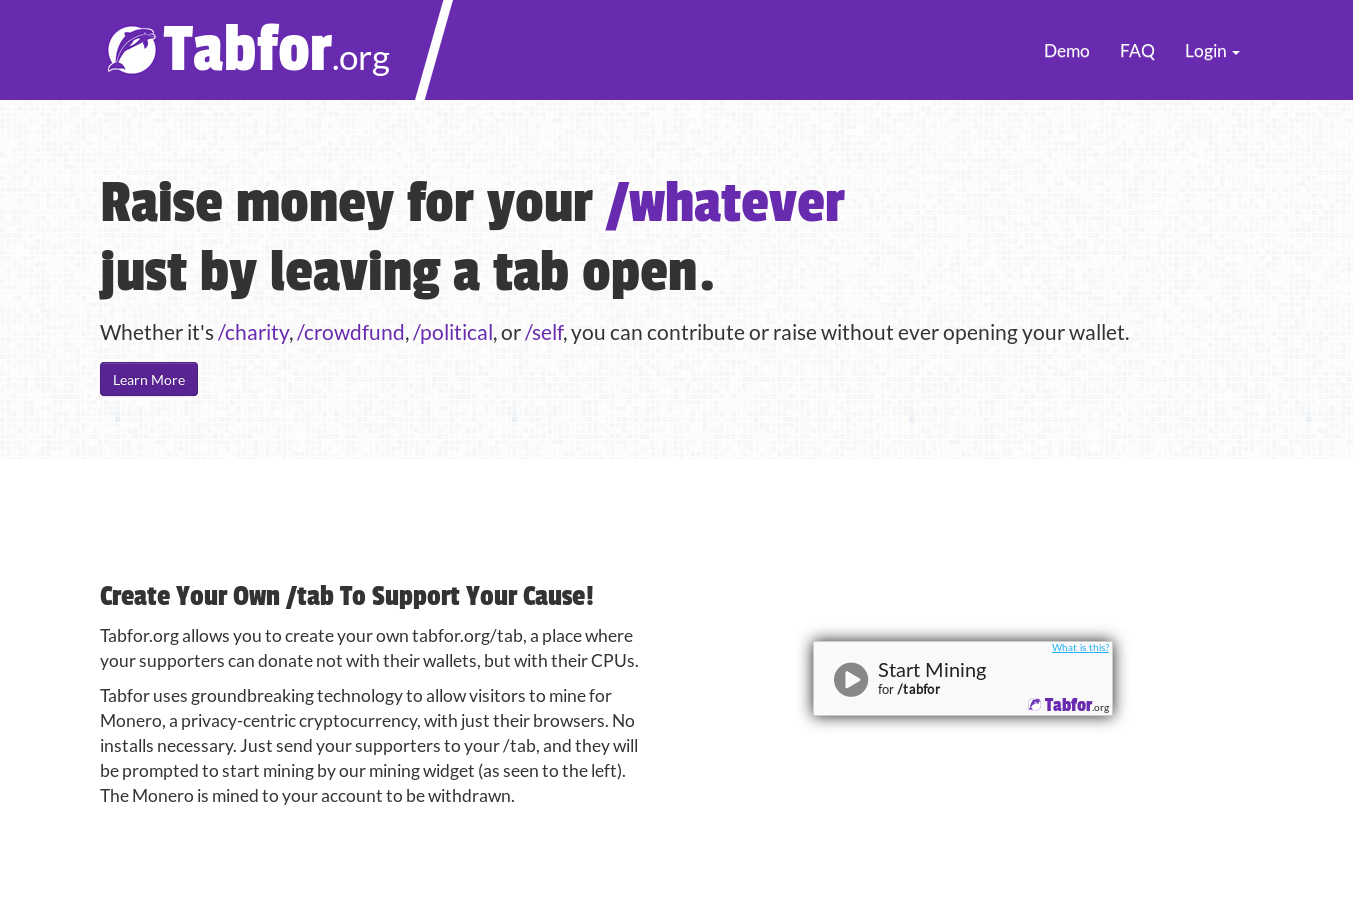 Tabfor.org
Demo
FAQ
Login
Raise money for your /whatever
just by leaving a tab open.
Whether it's /charity, /crowdfund, /political, or /self, you can contribute or raise without ever opening your wallet.
Learn More
Create Your Own /tab To Support Your Cause!
Tabfor.org allows you to create your own tabfor.org/tab, a place where
your supporters can donate not with their wallets, but with their CPUs.
Tabfor uses groundbreaking technology to allow visitors to mine for
Monero, a privacy-centric cryptocurrency, with just their browsers. No
installs necessary. Just send your supporters to your /tab, and they will
be prompted to start mining by our mining widget (as seen to the left).
The Monero is mined to your account to be withdrawn.
What is this?
Start Mining
for /tabfor
Tabfor.org